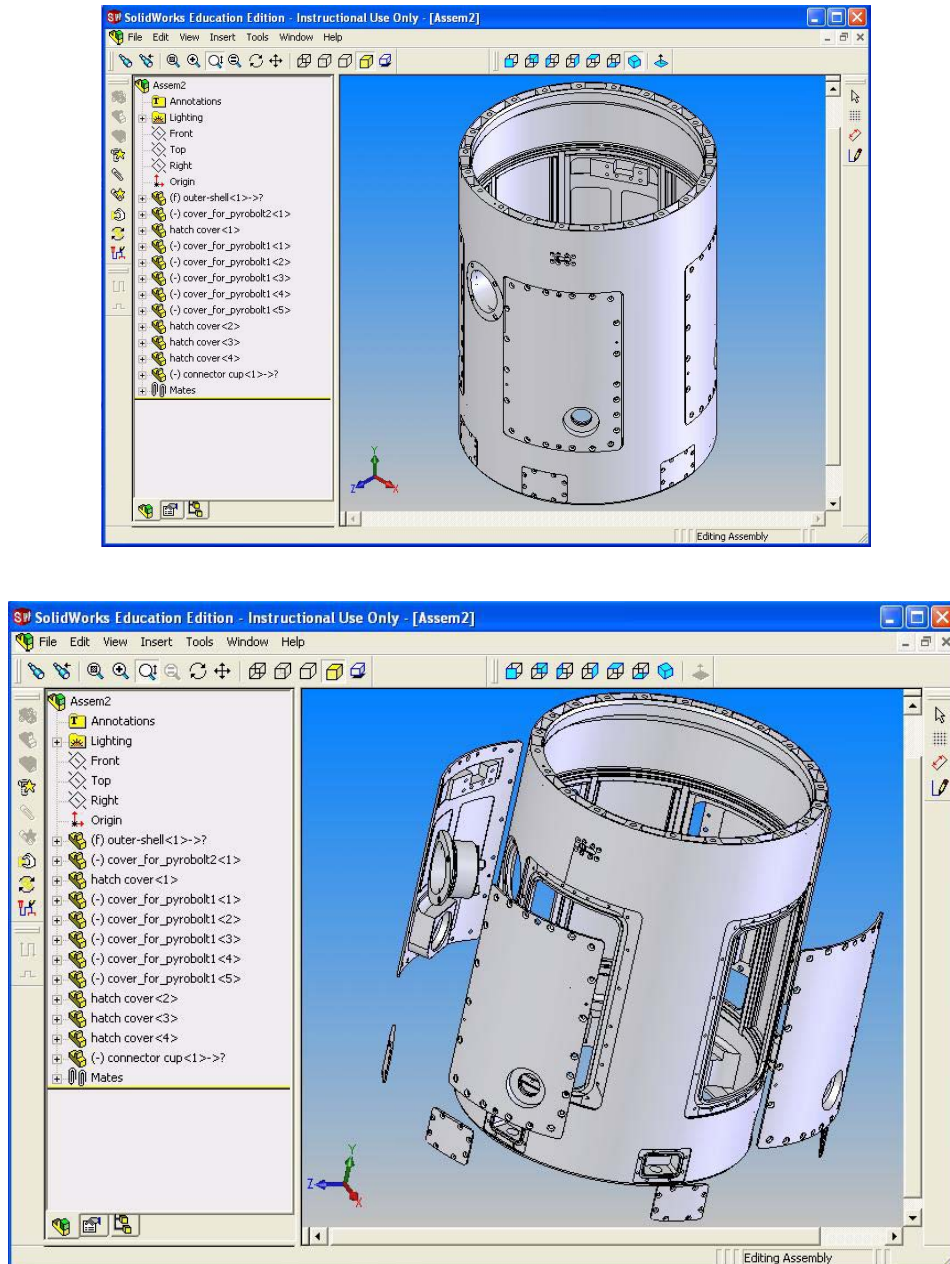 SolidWorks Education Edition - Instructional Use Only - [Assem2]
File Edit View Insert Tools Window Help
Assem2
Annotations
Lighting
Front
Top
Right
Origin
(f) outer-shell<1>->?
(-) cover_for_pyrobolt2<1>
hatch cover<1>
(-) cover_for_pyrobolt1<1>
(-) cover_for_pyrobolt1<2>
(-) cover_for_pyrobolt1<3>
(-) cover_for_pyrobolt1<4>
(-) cover_for_pyrobolt1<5>
hatch cover<2>
hatch cover<3>
hatch cover<4>
(-) connector cup<1>->?
Mates
Y
Z X
Editing Assembly
SolidWorks Education Edition - Instructional Use Only - [Assem2]
File Edit View Insert Tools Window Help
Assem2
Annotations
Lighting
Front
Top
Right
Origin
(f) outer-shell<1>->?
(-) cover_for_pyrobolt2<1>
hatch cover<1>
(-) cover_for_pyrobolt1<1>
(-) cover_for_pyrobolt1<2>
(-) cover_for_pyrobolt1<3>
(-) cover_for_pyrobolt1<4>
(-) cover_for_pyrobolt1<5>
hatch cover<2>
hatch cover<3>
hatch cover<4>
(-) connector cup<1>->?
Mates
Y
Z
X
Editing Assembly